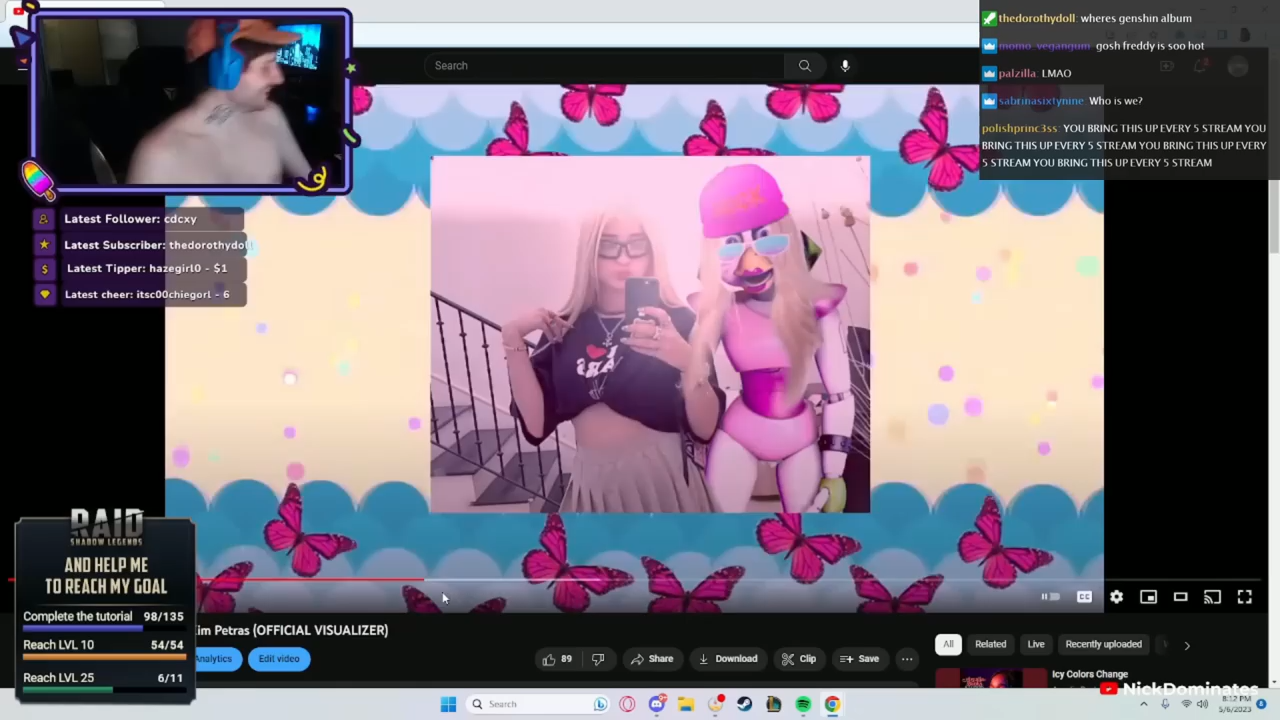 thedorothydoll: wheres genshin album
momo_vegangum: gosh freddy is soo hot
palzilla: LMAO
sabrinasixtynine: Who is we?
polishprinc3ss: YOU BRING THIS UP EVERY 5 STREAM YOU
BRING THIS UP EVERY 5 STREAM YOU BRING THIS UP EVERY
5 STREAM YOU BRING THIS UP EVERY 5 STREAM
Search
Latest Follower: cdcxy
Latest Subscriber: thedorothydoll
Latest Tipper: hazegirl0 - $1
Latest cheer: itsc00chiegorl - 6
RAID
SHADOW LEGENDS
AND HELP ME
TO REACH MY GOAL
Complete the tutorial 98/135
Reach LVL 10 54/54
Reach LVL 25 6/11
CC
Kim Petras (OFFICIAL VISUALIZER)
Analytics
Edit video
89
Share
Download
Clip
Save
All
Related
Live
Recently uploaded
Icy Colors Change
NickDominates
Search
8:12 PM
5/6/2023